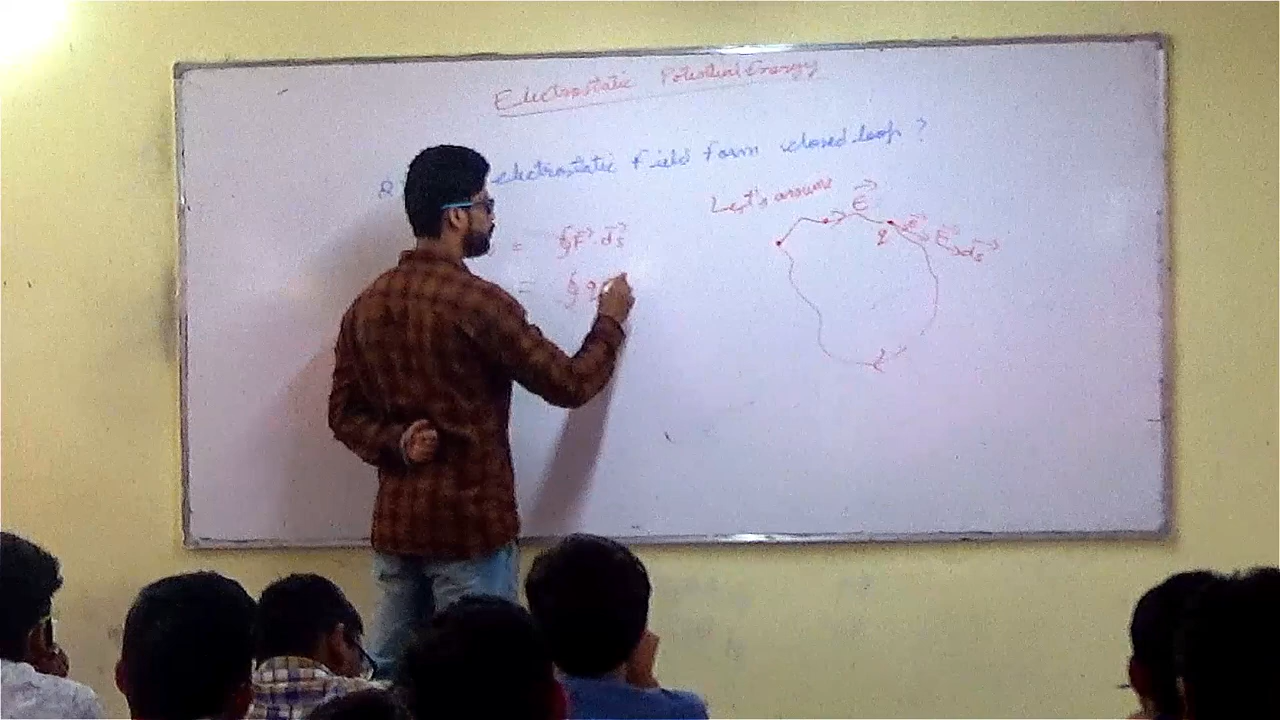 Electrostatic Potential Energy
electrostatic Field form closed loop ?
Let's assume
E⃗
= ∮F⃗.ds⃗
q E⃗ ds⃗
= ∮q